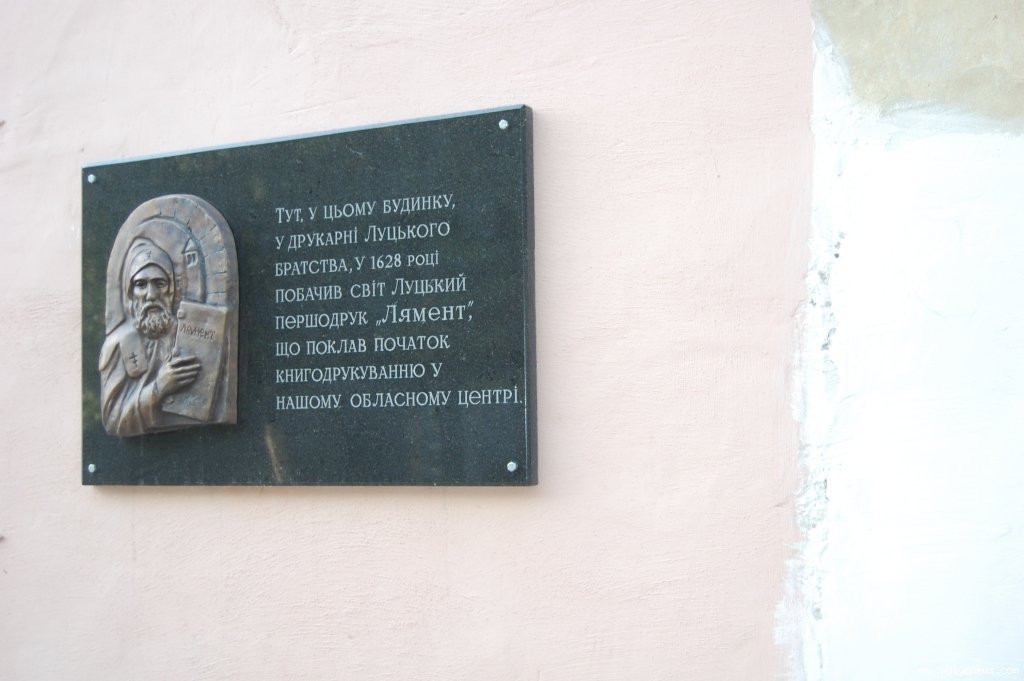 Тут, у цьому будинку,
у друкарні Луцького
братства, у 1628 році
побачив світ Луцький
першодрук „Лямент",
що поклав початок
книгодрукуванню у
нашому обласному центрі.
Лямент